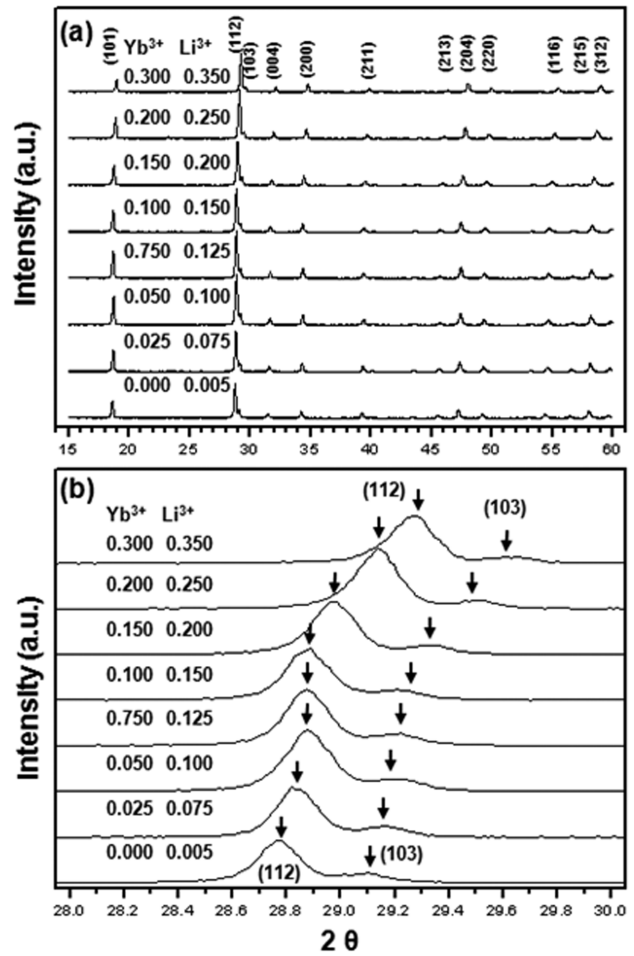 (a)
(101) (112) (103) (004) (200) (211) (213) (204) (220) (116) (215) (312)
Yb³⁺ Li³⁺
0.300 0.350
0.200 0.250
0.150 0.200
0.100 0.150
0.750 0.125
0.050 0.100
0.025 0.075
0.000 0.005
Intensity (a.u.)
15 20 25 30 35 40 45 50 55 60
(b)
(112)
(103)
Yb³⁺ Li³⁺
0.300 0.350
0.200 0.250
0.150 0.200
0.100 0.150
0.750 0.125
0.050 0.100
0.025 0.075
0.000 0.005
(112) (103)
Intensity (a.u.)
28.0 28.2 28.4 28.6 28.8 29.0 29.2 29.4 29.6 29.8 30.0
2 θ